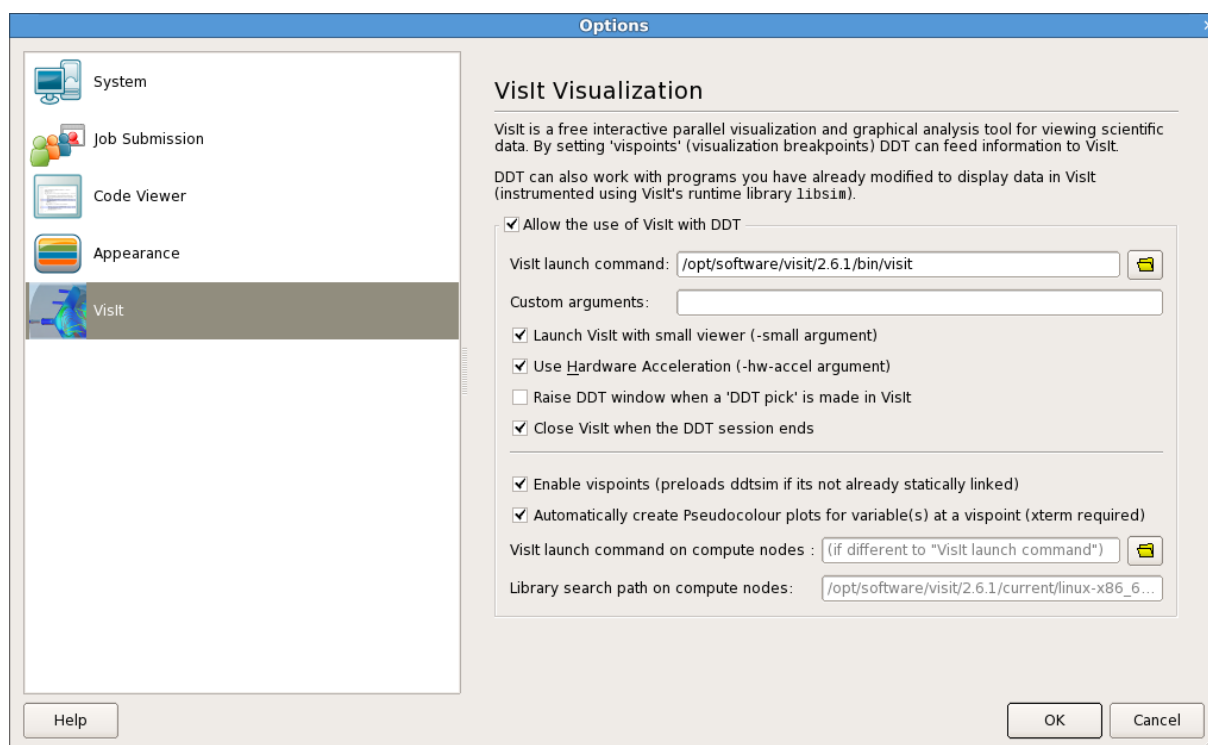 Options
System
Job Submission
Code Viewer
Appearance
VisIt
VisIt Visualization
VisIt is a free interactive parallel visualization and graphical analysis tool for viewing scientific
data. By setting 'vispoints' (visualization breakpoints) DDT can feed information to VisIt.
DDT can also work with programs you have already modified to display data in VisIt
(instrumented using VisIt's runtime library libsim).
Allow the use of VisIt with DDT
VisIt launch command: /opt/software/visit/2.6.1/bin/visit
Custom arguments:
Launch VisIt with small viewer (-small argument)
Use Hardware Acceleration (-hw-accel argument)
Raise DDT window when a 'DDT pick' is made in VisIt
Close VisIt when the DDT session ends
Enable vispoints (preloads ddtsim if its not already statically linked)
Automatically create Pseudocolour plots for variable(s) at a vispoint (xterm required)
VisIt launch command on compute nodes : (if different to "VisIt launch command")
Library search path on compute nodes: /opt/software/visit/2.6.1/current/linux-x86_6...
Help
OK
Cancel